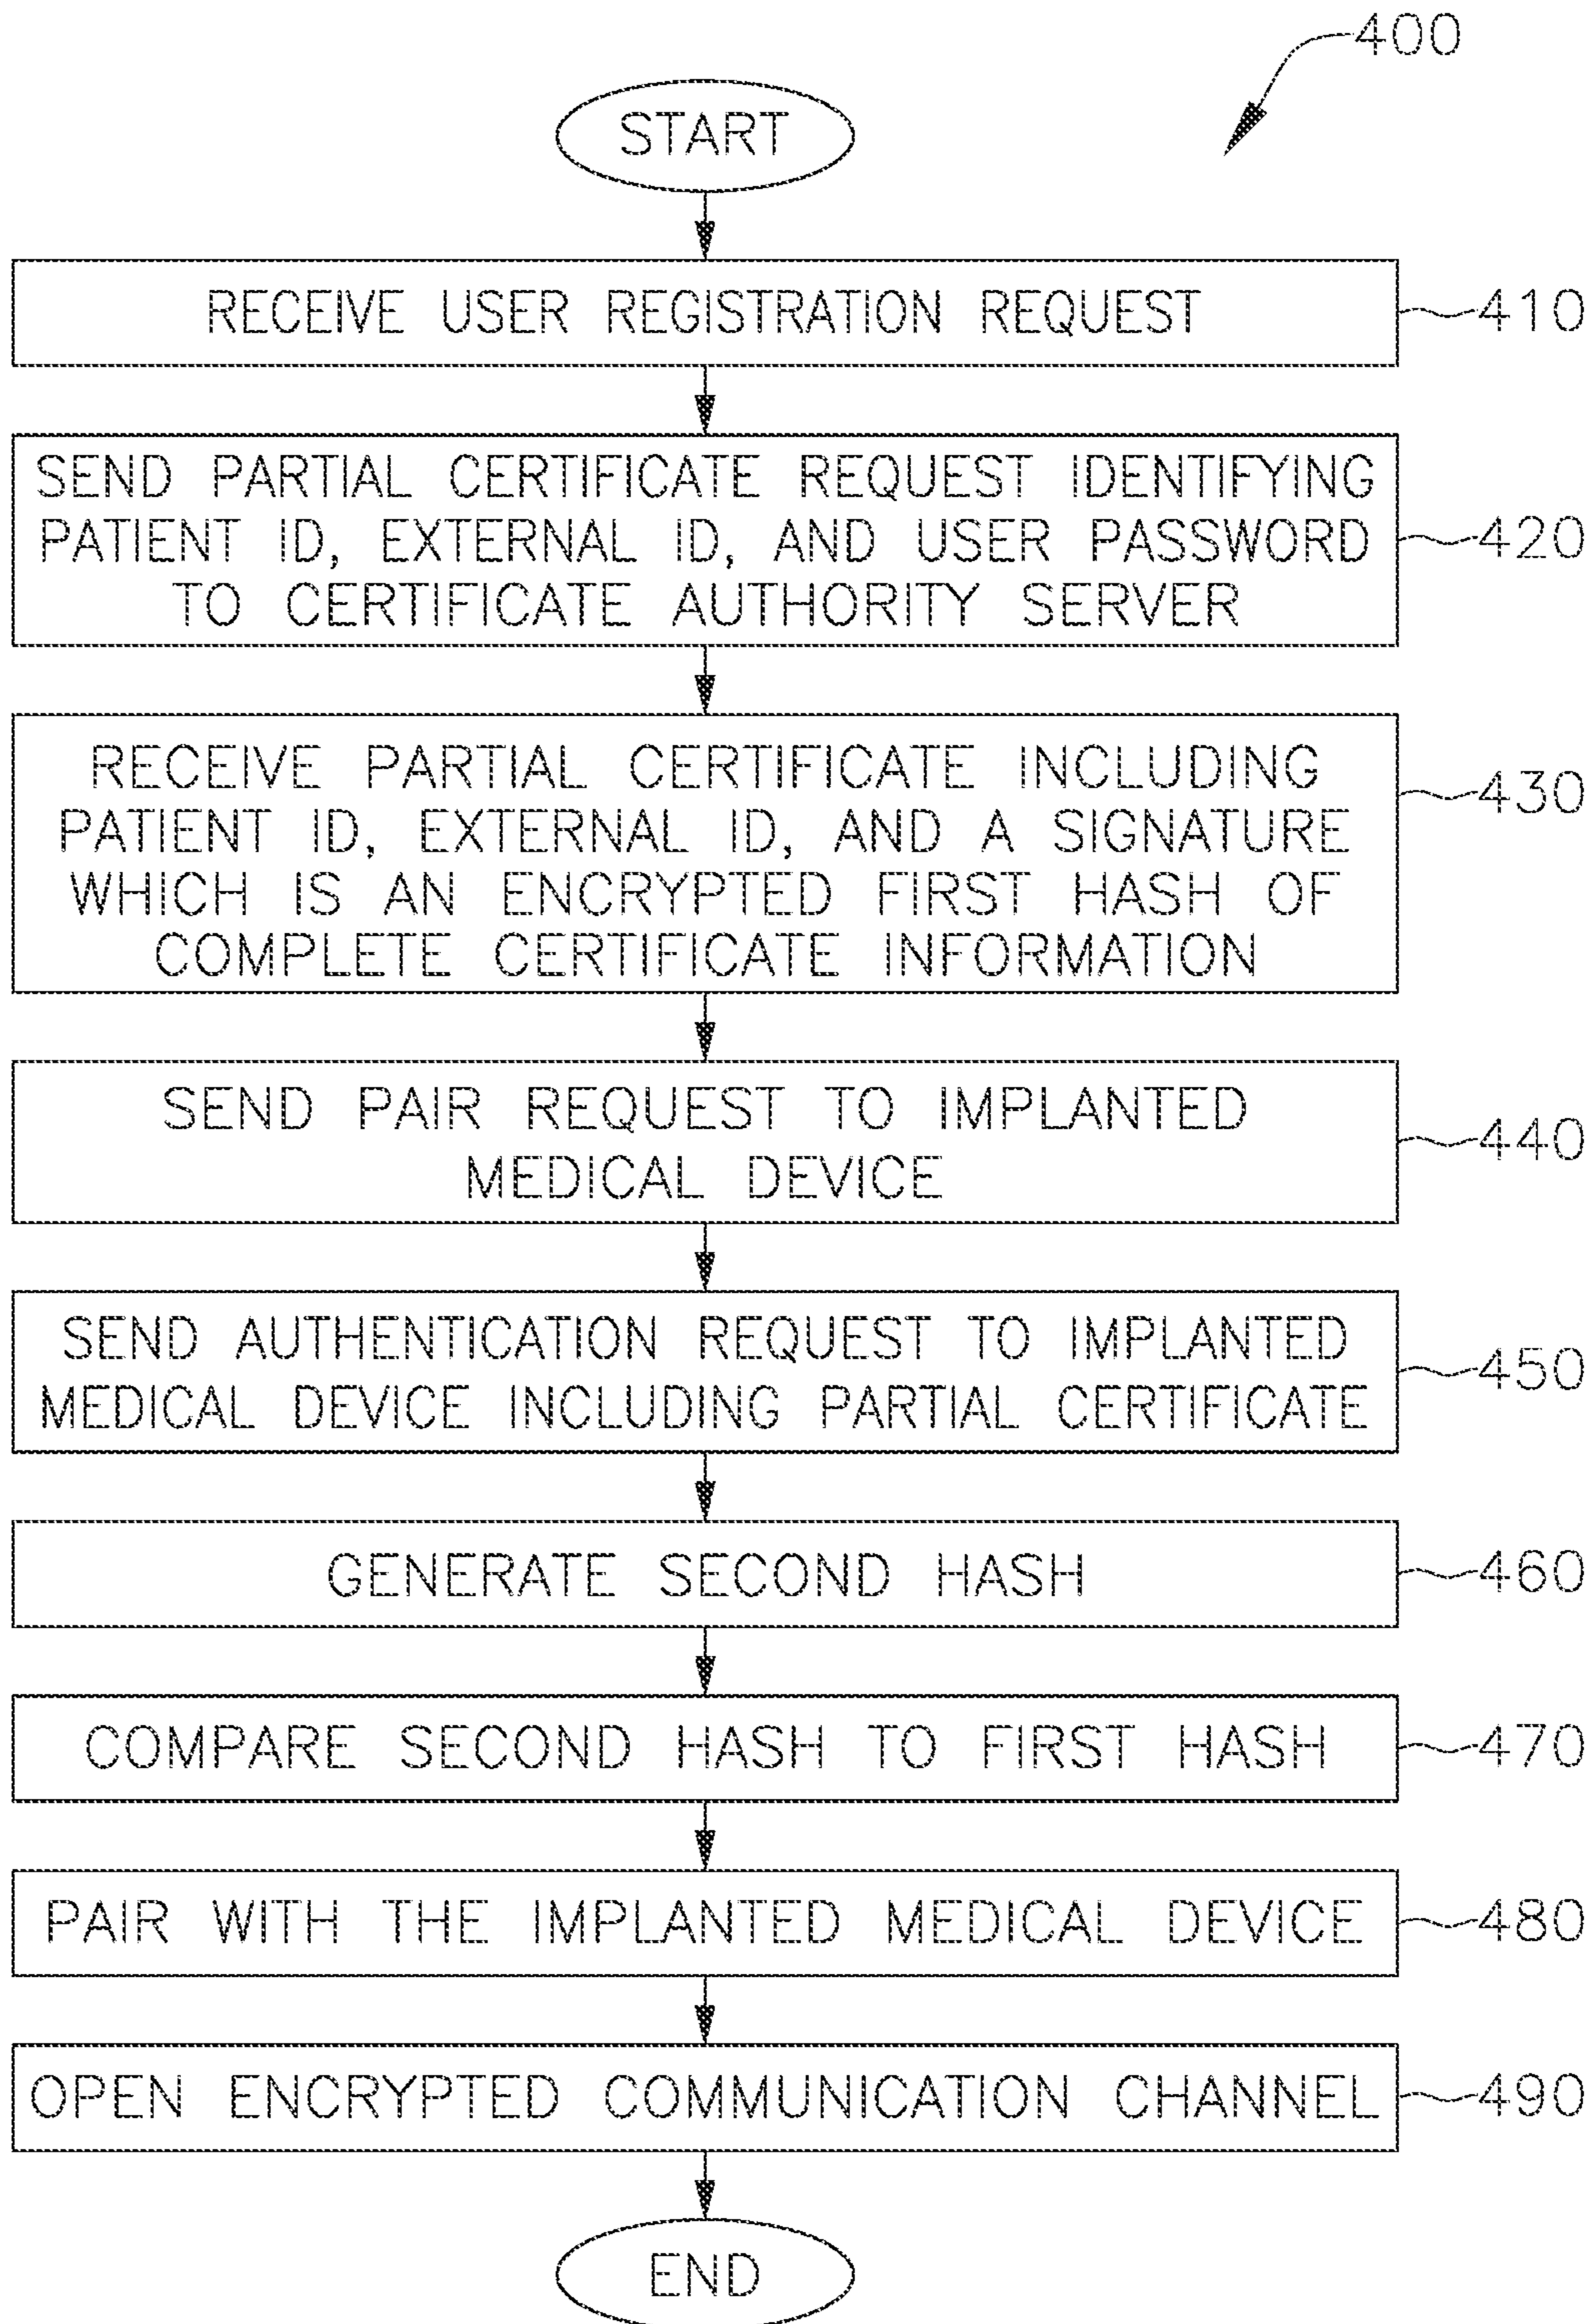 400
START
RECEIVE USER REGISTRATION REQUEST
410
SEND PARTIAL CERTIFICATE REQUEST IDENTIFYING
PATIENT ID, EXTERNAL ID, AND USER PASSWORD
TO CERTIFICATE AUTHORITY SERVER
420
RECEIVE PARTIAL CERTIFICATE INCLUDING
PATIENT ID, EXTERNAL ID, AND A SIGNATURE
WHICH IS AN ENCRYPTED FIRST HASH OF
COMPLETE CERTIFICATE INFORMATION
430
SEND PAIR REQUEST TO IMPLANTED
MEDICAL DEVICE
440
SEND AUTHENTICATION REQUEST TO IMPLANTED
MEDICAL DEVICE INCLUDING PARTIAL CERTIFICATE
450
GENERATE SECOND HASH
460
COMPARE SECOND HASH TO FIRST HASH
470
PAIR WITH THE IMPLANTED MEDICAL DEVICE
480
OPEN ENCRYPTED COMMUNICATION CHANNEL
490
END